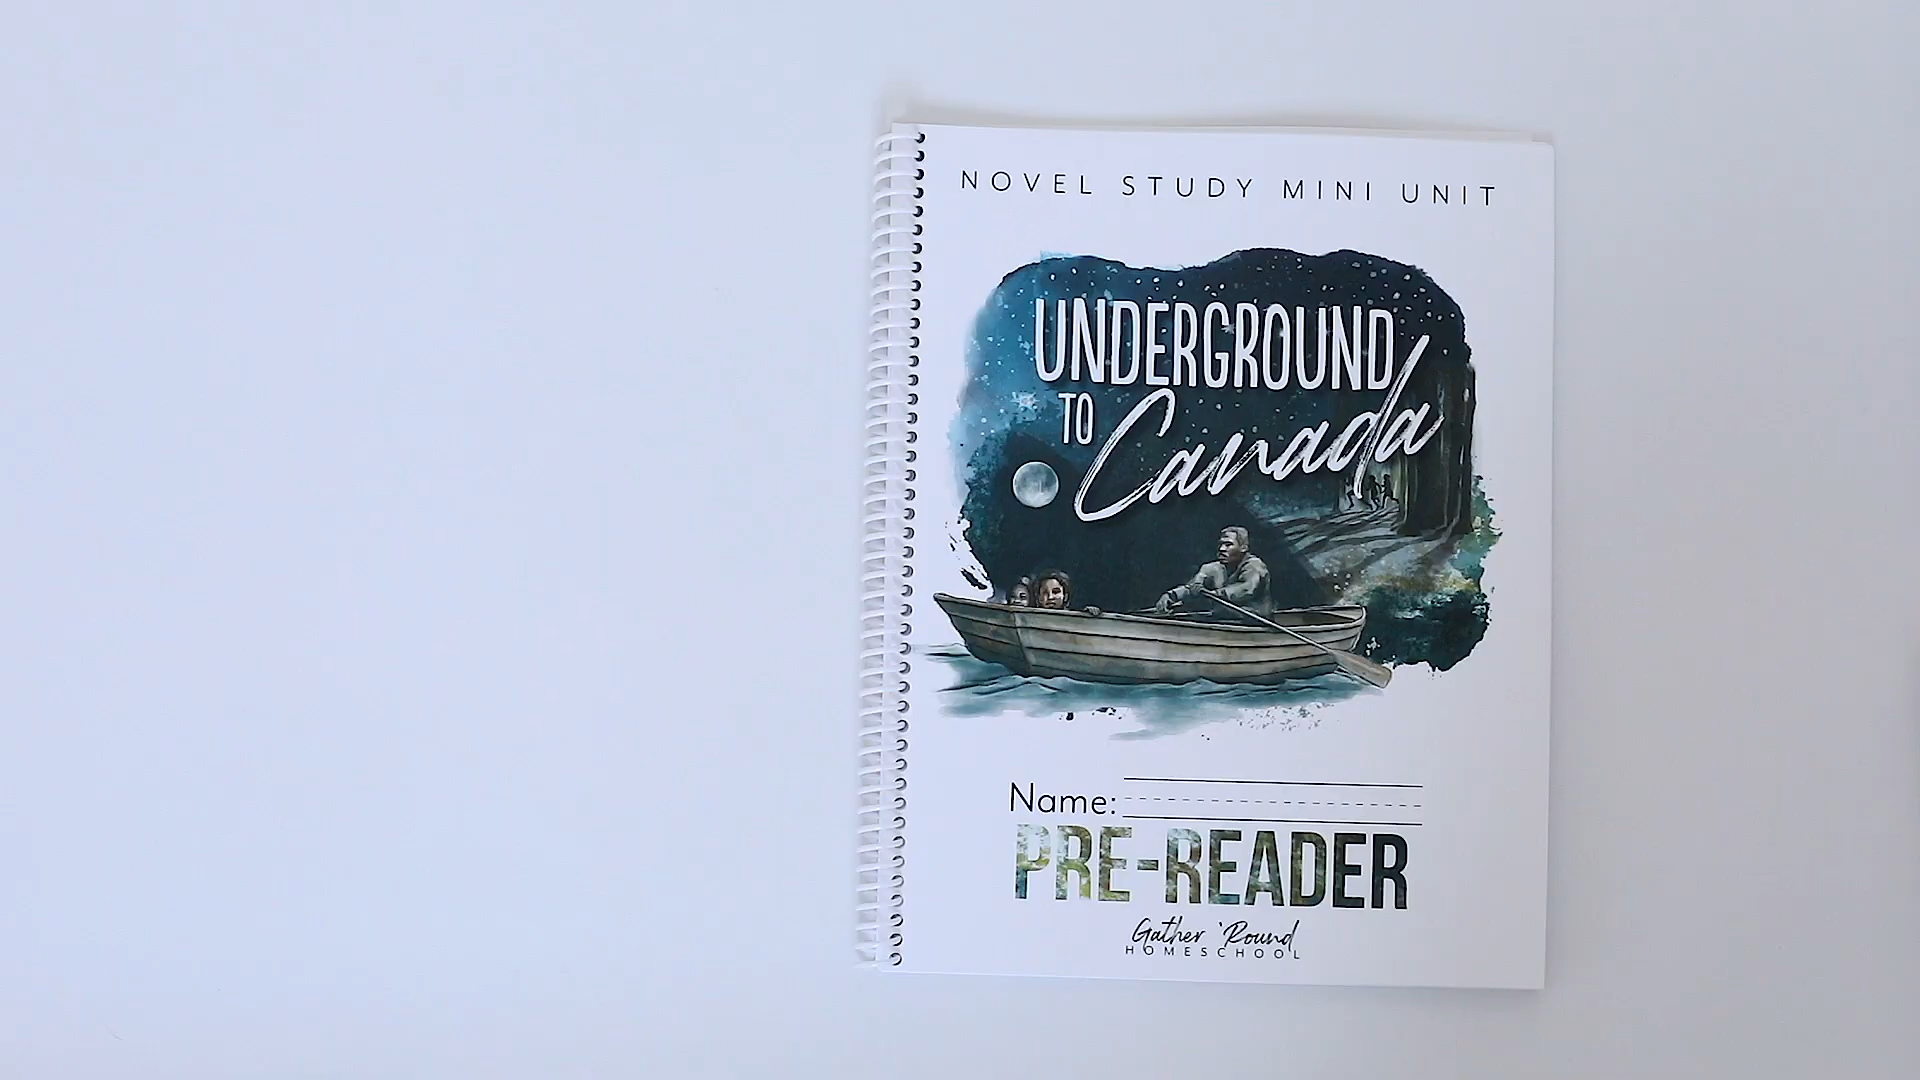 NOVEL STUDY MINI UNIT
UNDERGROUND
TO Canada
Name:
PRE-READER
Gather 'Round
HOMESCHOOL